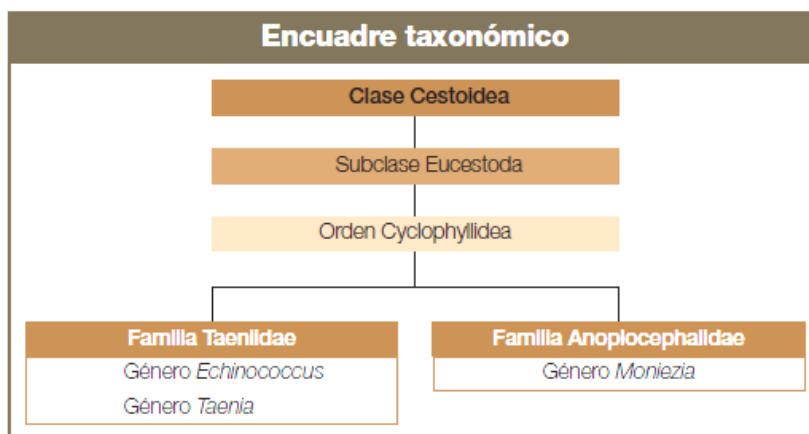 Encuadre taxonómico
Clase Cestoidea
Subclase Eucestoda
Orden Cyclophyllidea
Familia Taeniidae
Género Echinococcus
Género Taenia
Familia Anoplocephalidae
Género Moniezia